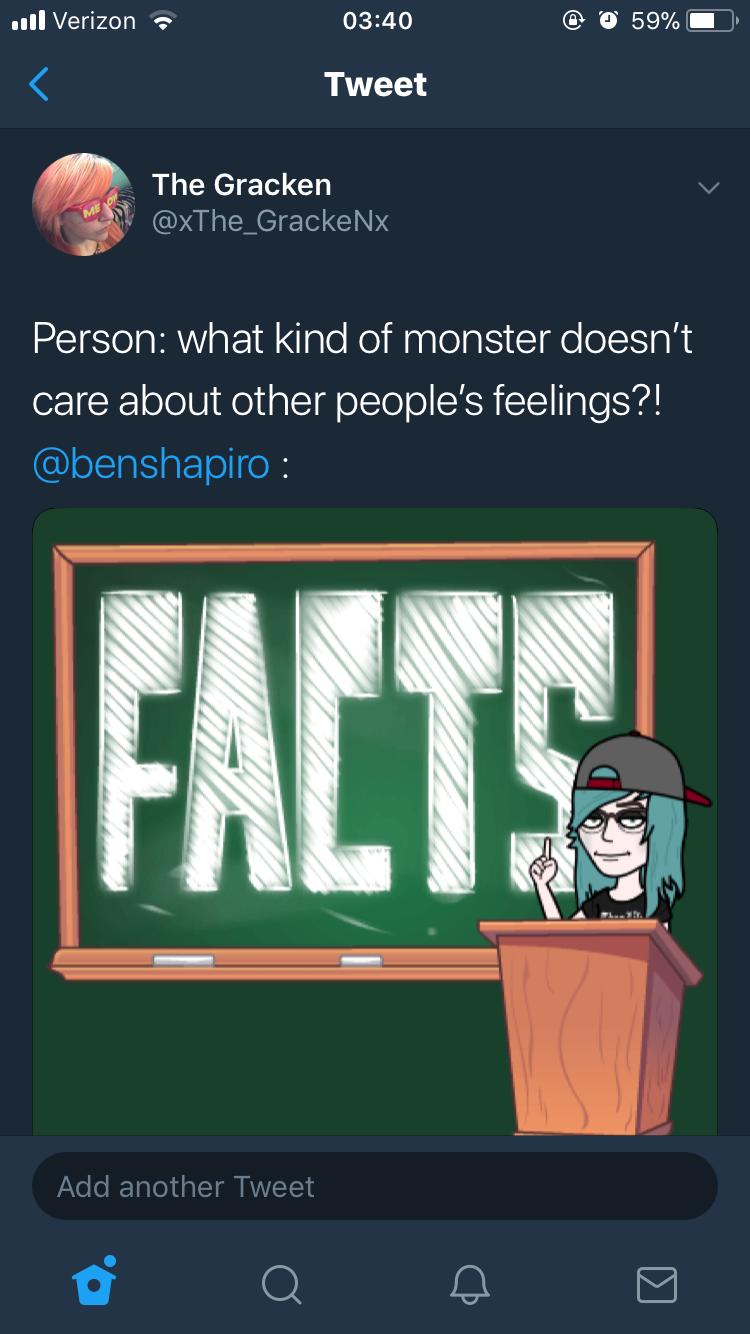 Verizon 03:40 59%
Tweet
The Gracken
@xThe_GrackeNx
Person: what kind of monster doesn’t
care about other people’s feelings?!
@benshapiro :
FACTS
Add another Tweet